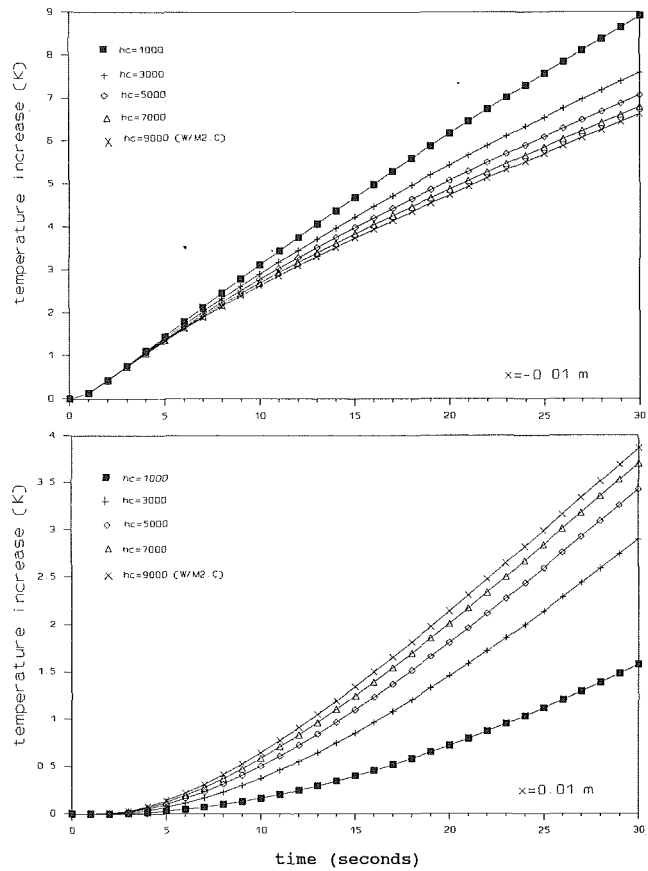 9
8
7
6
5
4
3
2
1
0
temperature increase (K)
hc=1000
hc=3000
hc=5000
hc=7000
hc=9000 (W/M2.C)
x=-0 01 m
0 5 10 15 20 25 30
4
3 5
3
2.5
2
1.5
1
0 5
0
temperature increase (K)
hc=1000
hc=3000
hc=5000
hc=7000
hc=9000 (W/M2.C)
x=0.01 m
0 5 10 15 20 25 30
time (seconds)